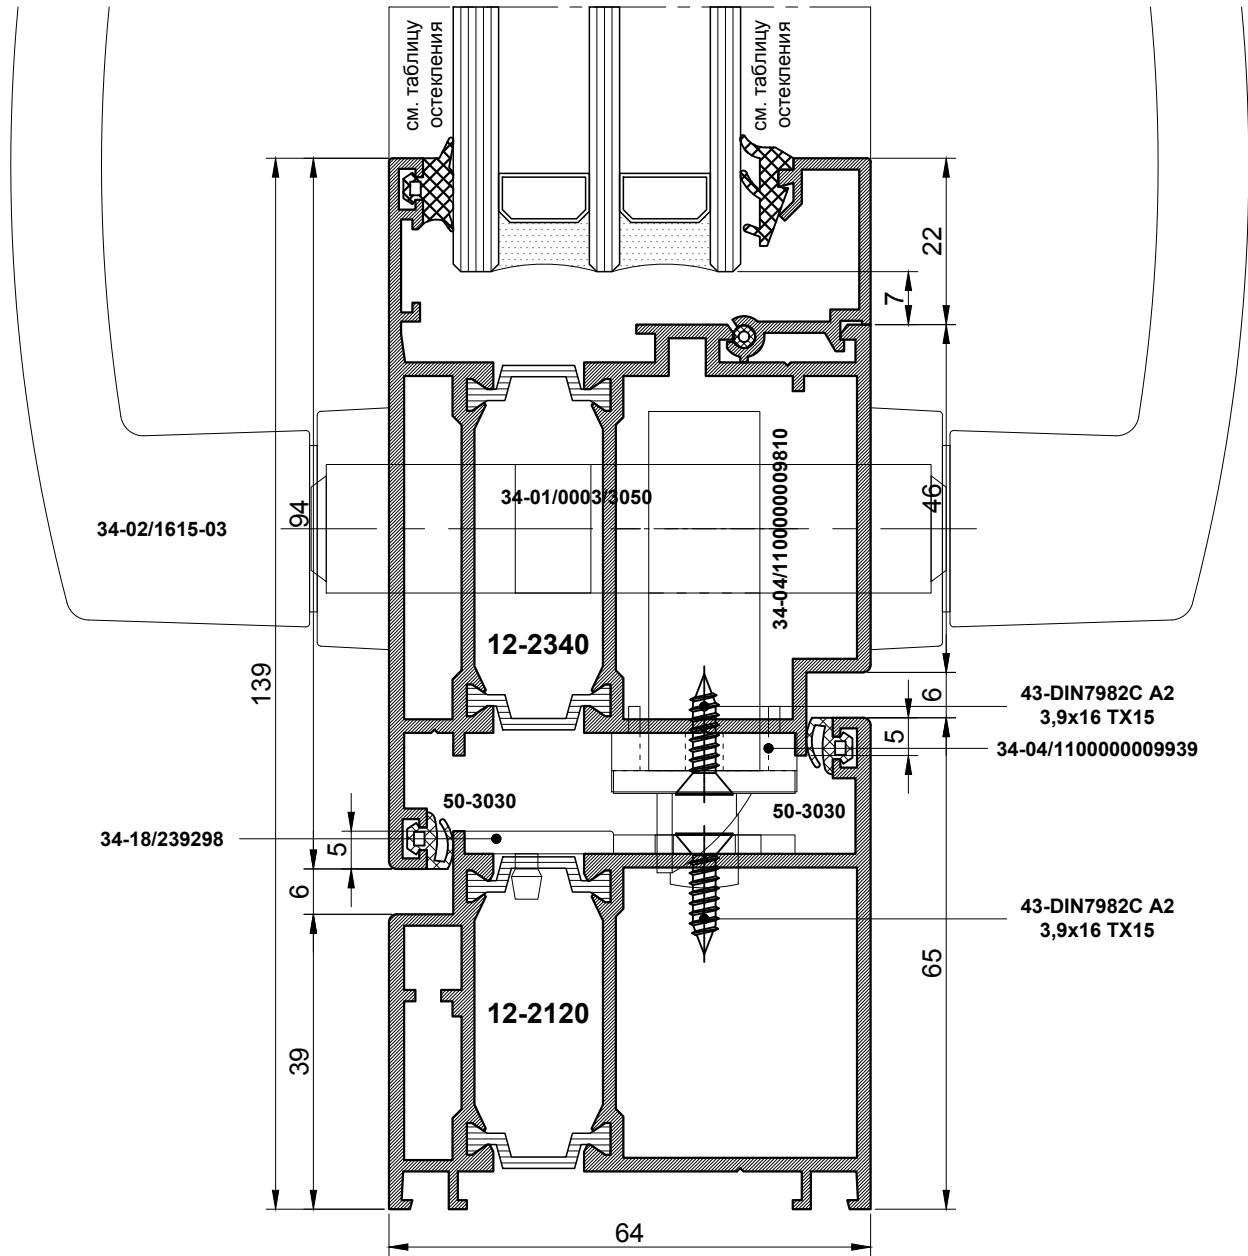 см. таблицу
остекления
см. таблицу
остекления
22
7
34-01/0003/3050
34-04/1100000009810
46
94
34-02/1615-03
12-2340
139
6
43-DIN7982C A2
3,9x16 TX15
5
34-04/1100000009939
50-3030
50-3030
34-18/239298
5
6
43-DIN7982C A2
3,9x16 TX15
65
12-2120
39
64